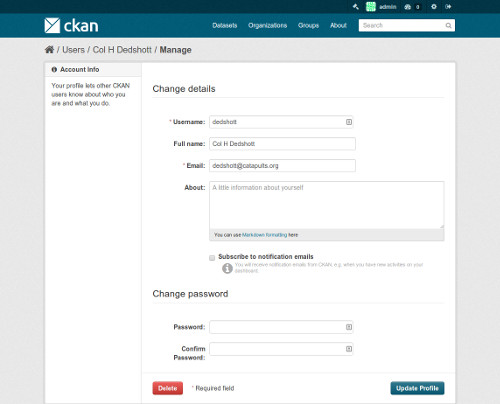 admin 0
ckan Datasets Organizations Groups About Search
/ Users / Col H Dedshott / Manage
Account Info
Your profile lets other CKAN
users know about who you
are and what you do.
Change details
* Username: dedshott
Full name: Col H Dedshott
* Email: dedshott@catapults.org
About: A little information about yourself
You can use Markdown formatting here
Subscribe to notification emails
You will receive notification emails from CKAN, e.g. when you have new activities on your
dashboard.
Change password
Password:
Confirm
Password:
Delete * Required field Update Profile